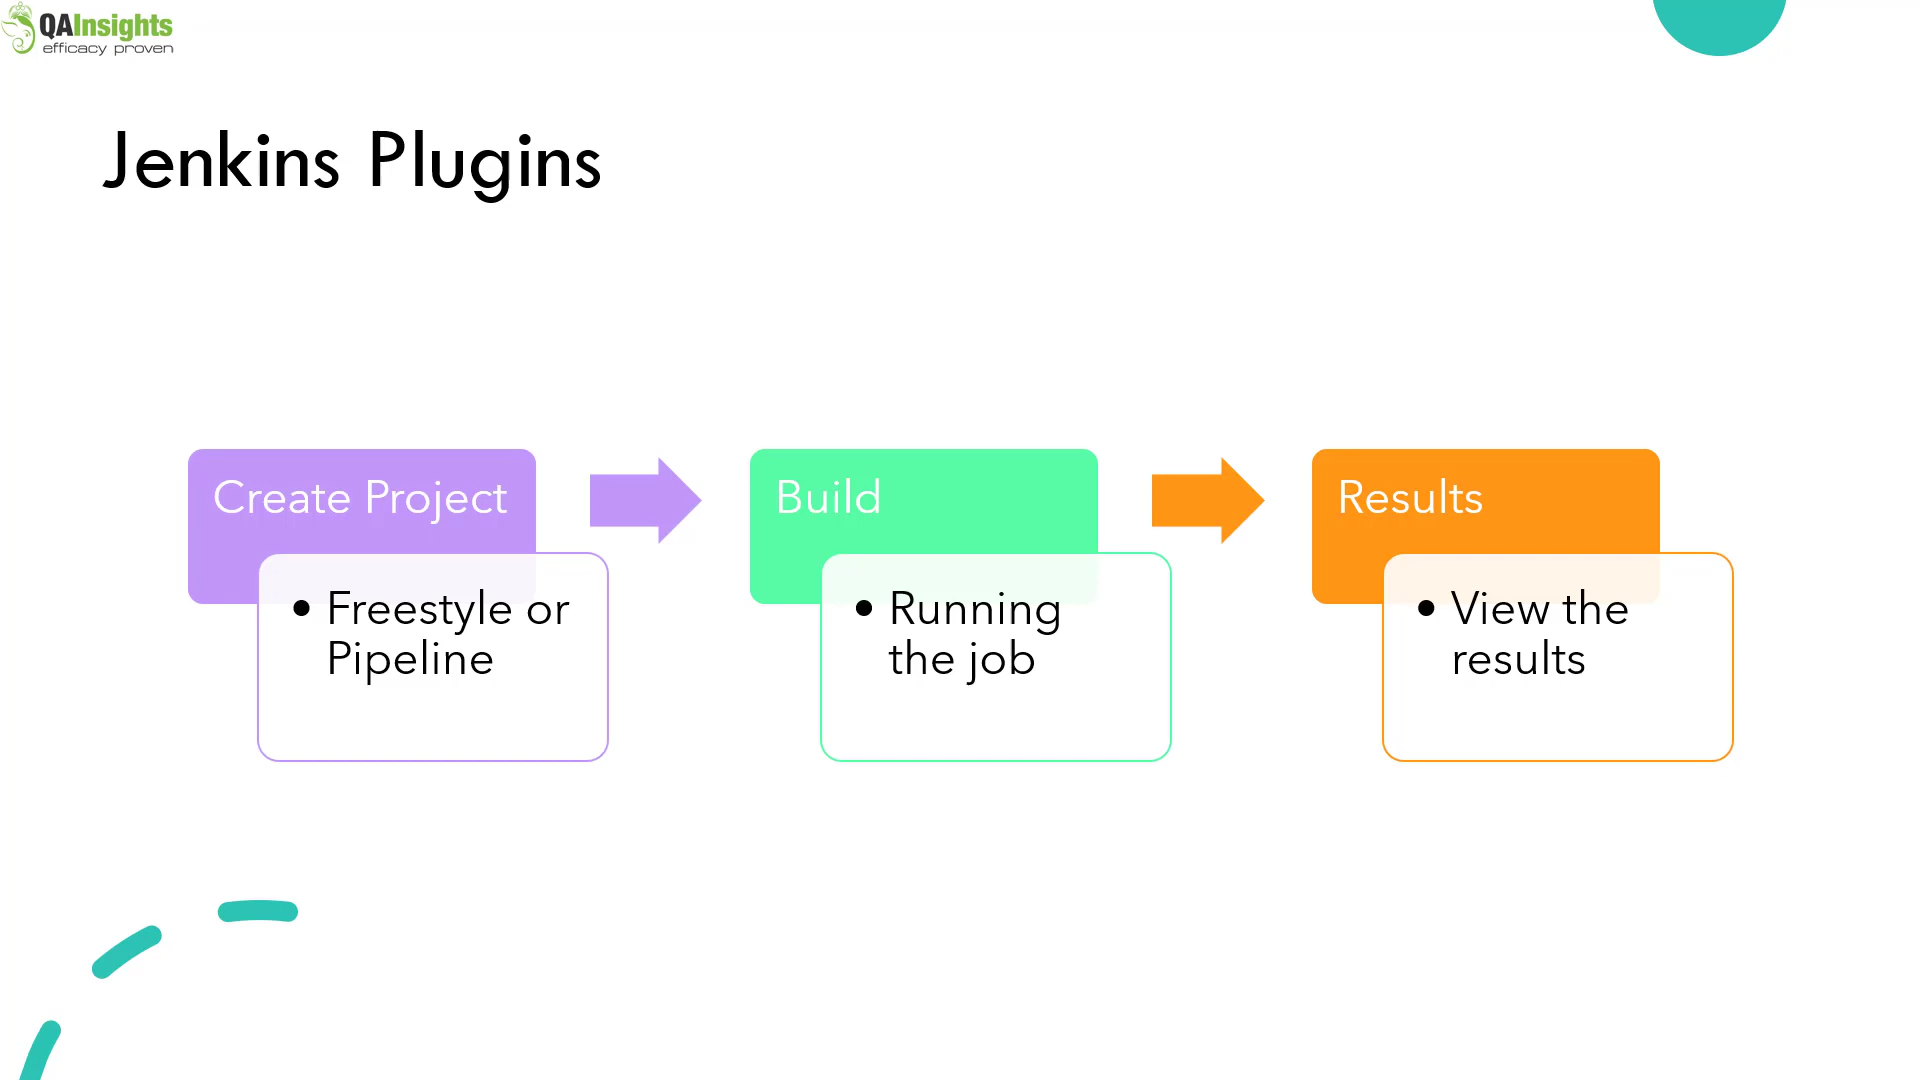 QAInsights
efficacy proven
Jenkins Plugins
Create Project
• Freestyle or
Pipeline
Build
• Running
the job
Results
• View the
results